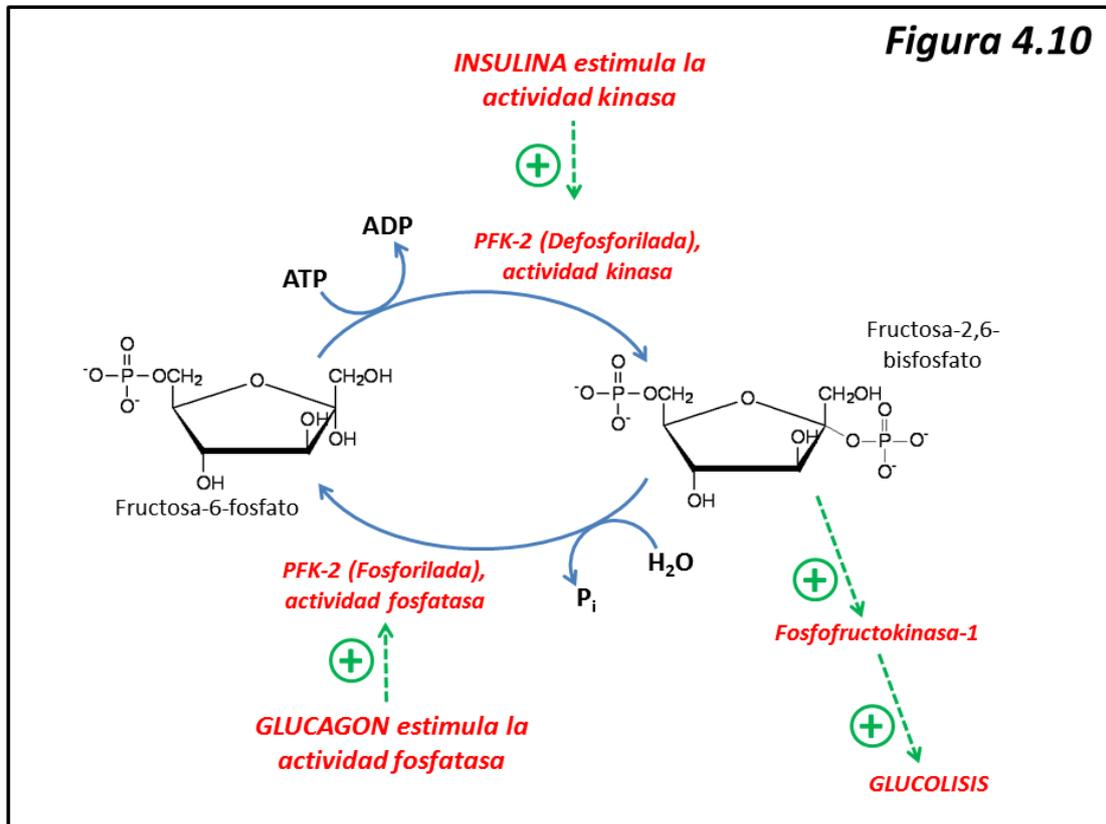 Figura 4.10
INSULINA estimula la
actividad kinasa
+
ADP
PFK-2 (Defosforilada),
actividad kinasa
ATP
Fructosa-2,6-
bisfosfato
O
-O-P-OCH2
O-
O
CH2OH
OH
OH
OH
Fructosa-6-fosfato
O
-O-P-OCH2
O-
O
CH2OH
OH
O
O-P-O-
O-
OH
H2O
Pi
PFK-2 (Fosforilada),
actividad fosfatasa
+
GLUCAGON estimula la
actividad fosfatasa
+
Fosfofructokinasa-1
+
GLUCOLISIS